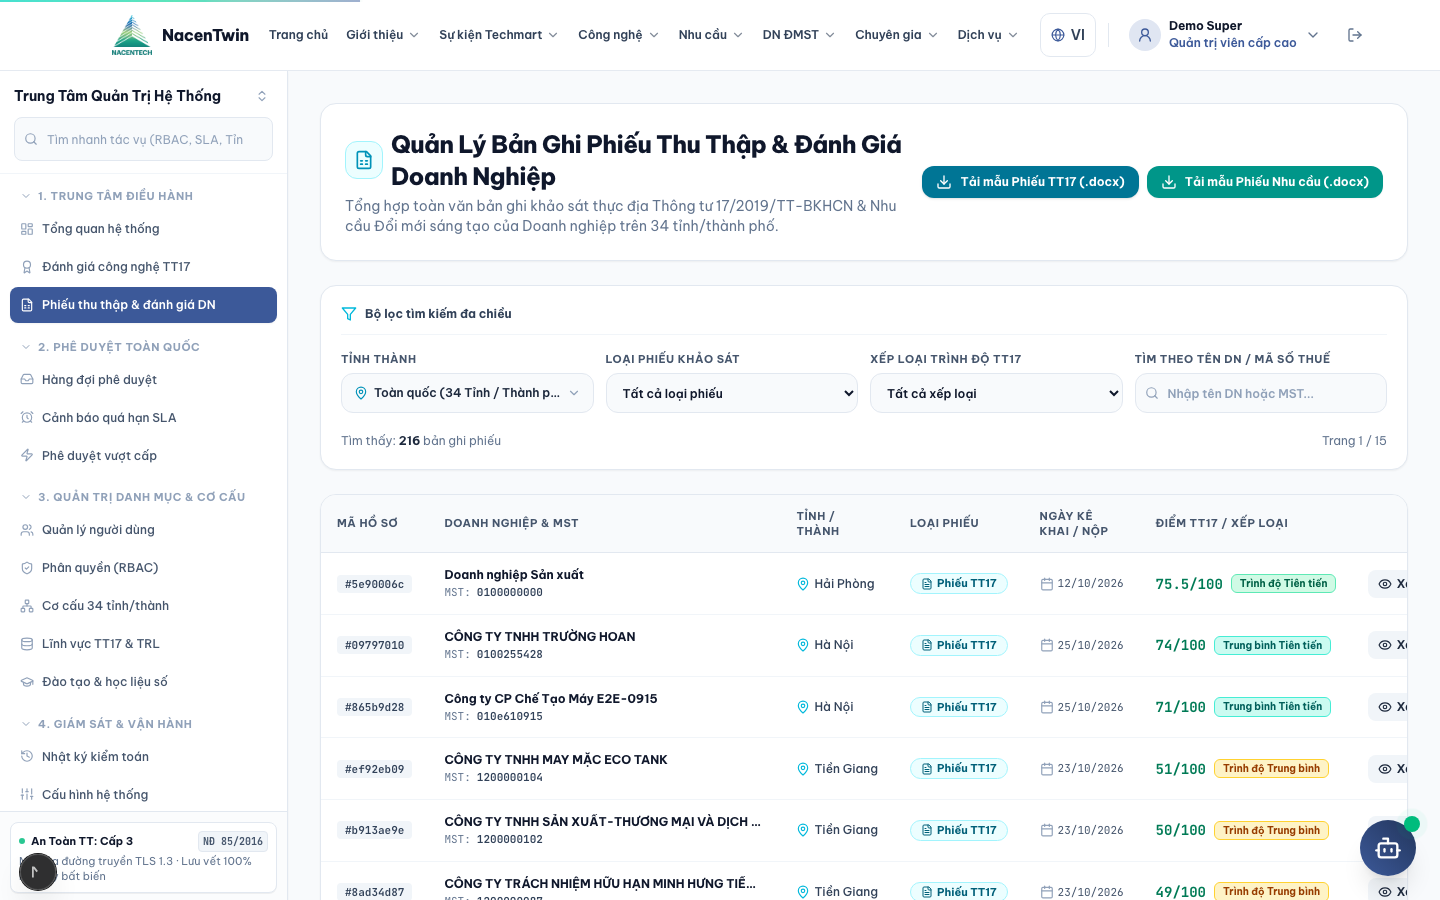 NACENTECH
NacenTwin
Trang chủ
Giới thiệu
Sự kiện Techmart
Công nghệ
Nhu cầu
DN ĐMST
Chuyên gia
Dịch vụ
VI
Demo Super
Quản trị viên cấp cao
Trung Tâm Quản Trị Hệ Thống
Tìm nhanh tác vụ (RBAC, SLA, Tỉn
1. TRUNG TÂM ĐIỀU HÀNH
Tổng quan hệ thống
Đánh giá công nghệ TT17
Phiếu thu thập & đánh giá DN
2. PHÊ DUYỆT TOÀN QUỐC
Hàng đợi phê duyệt
Cảnh báo quá hạn SLA
Phê duyệt vượt cấp
3. QUẢN TRỊ DANH MỤC & CƠ CẤU
Quản lý người dùng
Phân quyền (RBAC)
Cơ cấu 34 tỉnh/thành
Lĩnh vực TT17 & TRL
Đào tạo & học liệu số
4. GIÁM SÁT & VẬN HÀNH
Nhật ký kiểm toán
Cấu hình hệ thống
An Toàn TT: Cấp 3
NĐ 85/2016
đường truyền TLS 1.3 · Lưu vết 100%
bất biến
Quản Lý Bản Ghi Phiếu Thu Thập & Đánh Giá
Doanh Nghiệp
Tổng hợp toàn văn bản ghi khảo sát thực địa Thông tư 17/2019/TT-BKHCN & Nhu
cầu Đổi mới sáng tạo của Doanh nghiệp trên 34 tỉnh/thành phố.
Tải mẫu Phiếu TT17 (.docx)
Tải mẫu Phiếu Nhu cầu (.docx)
Bộ lọc tìm kiếm đa chiều
TỈNH THÀNH
LOẠI PHIẾU KHẢO SÁT
XẾP LOẠI TRÌNH ĐỘ TT17
TÌM THEO TÊN DN / MÃ SỐ THUẾ
Toàn quốc (34 Tỉnh / Thành p...
Tất cả loại phiếu
Tất cả xếp loại
Nhập tên DN hoặc MST...
Tìm thấy: 216 bản ghi phiếu
Trang 1 / 15
MÃ HỒ SƠ
DOANH NGHIỆP & MST
TỈNH /
THÀNH
LOẠI PHIẾU
NGÀY KÊ
KHAI / NỘP
ĐIỂM TT17 / XẾP LOẠI
#5e90006c
Doanh nghiệp Sản xuất
MST: 0100000000
Hải Phòng
Phiếu TT17
12/10/2026
75.5/100
Trình độ Tiên tiến
#09797010
CÔNG TY TNHH TRƯỜNG HOAN
MST: 0100255428
Hà Nội
Phiếu TT17
25/10/2026
74/100
Trung bình Tiên tiến
#865b9d28
Công ty CP Chế Tạo Máy E2E-0915
MST: 010e610915
Hà Nội
Phiếu TT17
25/10/2026
71/100
Trung bình Tiên tiến
#ef92eb09
CÔNG TY TNHH MAY MẶC ECO TANK
MST: 1200000104
Tiền Giang
Phiếu TT17
23/10/2026
51/100
Trình độ Trung bình
#b913ae9e
CÔNG TY TNHH SẢN XUẤT-THƯƠNG MẠI VÀ DỊCH ...
MST: 1200000102
Tiền Giang
Phiếu TT17
23/10/2026
50/100
Trình độ Trung bình
#8ad34d87
CÔNG TY TRÁCH NHIỆM HỮU HẠN MINH HƯNG TIỀ...
Tiền Giang
Phiếu TT17
23/10/2026
49/100
Trình độ Trung bình